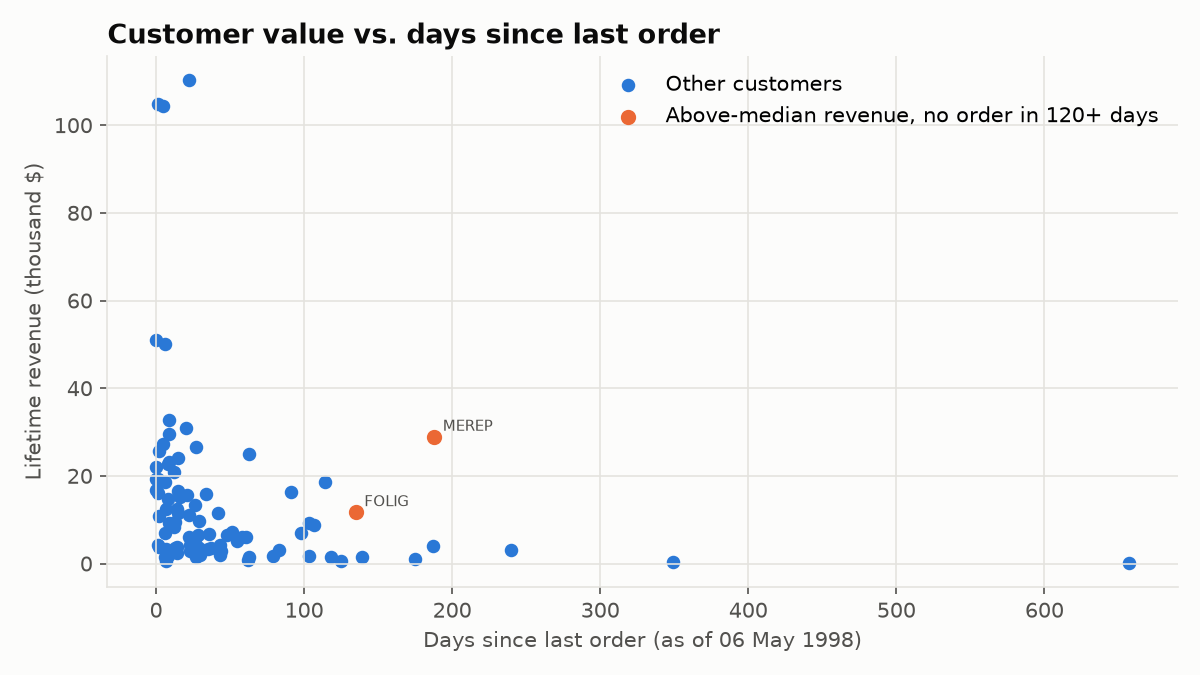 Customer value vs. days since last order
Other customers
Above-median revenue, no order in 120+ days
Lifetime revenue (thousand $)
100
80
60
40
20
0
MEREP
FOLIG
0 100 200 300 400 500 600
Days since last order (as of 06 May 1998)